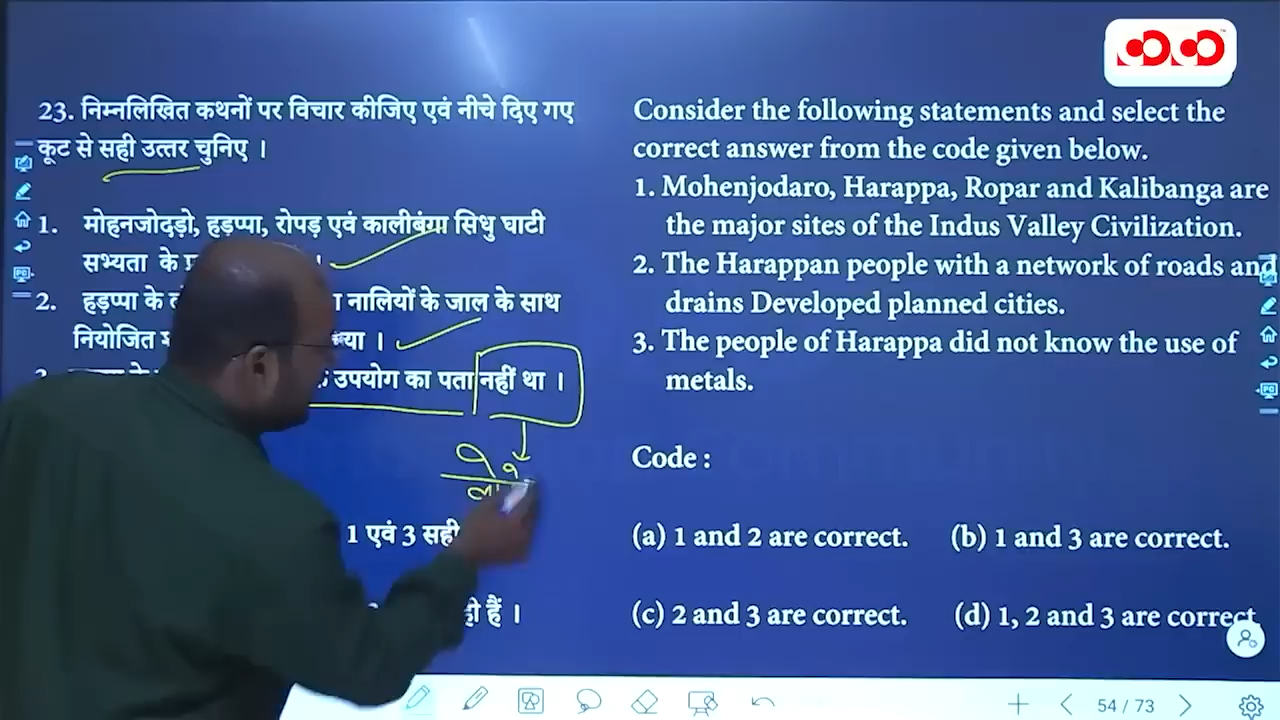 23. निम्नलिखित कथनों पर विचार कीजिए एवं नीचे दिए गए
कूट से सही उत्तर चुनिए ।
1. मोहनजोदड़ो, हड़प्पा, रोपड़ एवं कालीबंगा सिधु घाटी
सभ्यता के
2. हड़प्पा के नालियों के जाल के साथ
नियोजित
उपयोग का पता नहीं था ।
1 एवं 3 सही
हैं ।
Consider the following statements and select the
correct answer from the code given below.
1. Mohenjodaro, Harappa, Ropar and Kalibanga are
the major sites of the Indus Valley Civilization.
2. The Harappan people with a network of roads and
drains Developed planned cities.
3. The people of Harappa did not know the use of
metals.
Code :
(a) 1 and 2 are correct. (b) 1 and 3 are correct.
(c) 2 and 3 are correct. (d) 1, 2 and 3 are correct
54 / 73